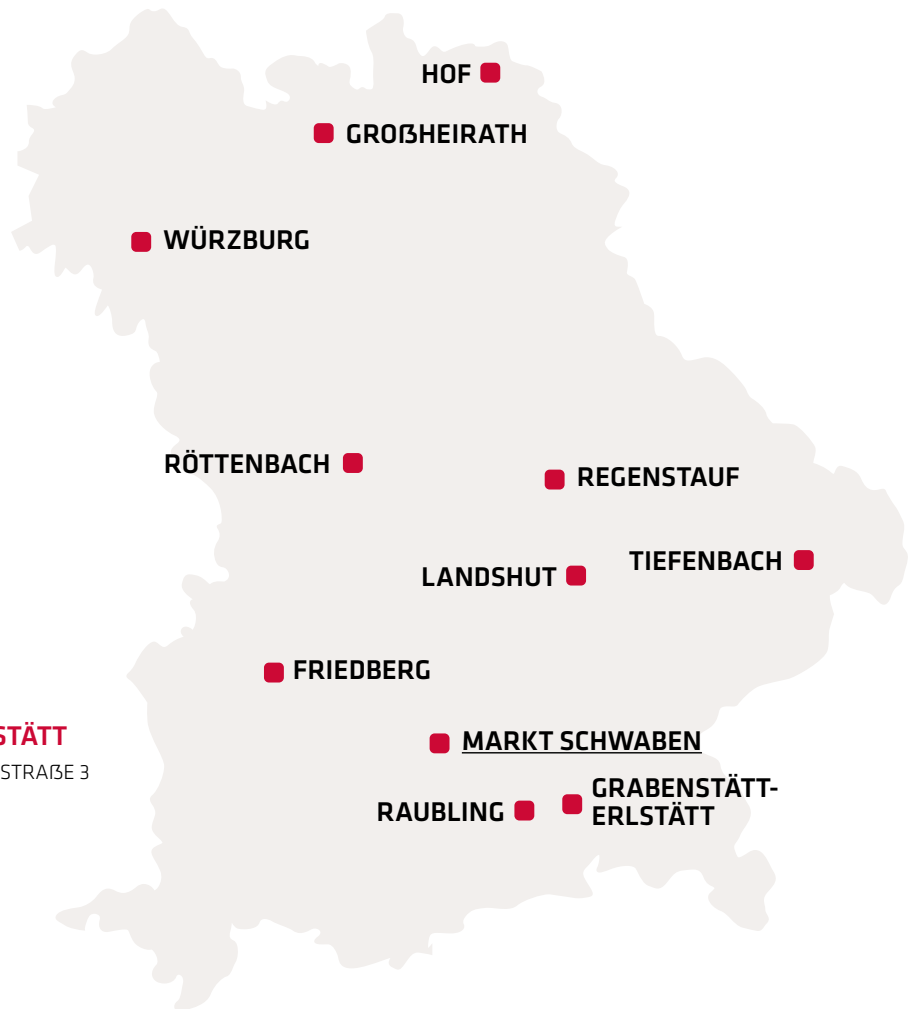 HOF
GROẞHEIRATH
WÜRZBURG
RÖTTENBACH
REGENSTAUF
TIEFENBACH
LANDSHUT
FRIEDBERG
STÄTT
STRAẞE 3
MARKT SCHWABEN
GRABENSTÄTT-
ERLSTÄTT
RAUBLING